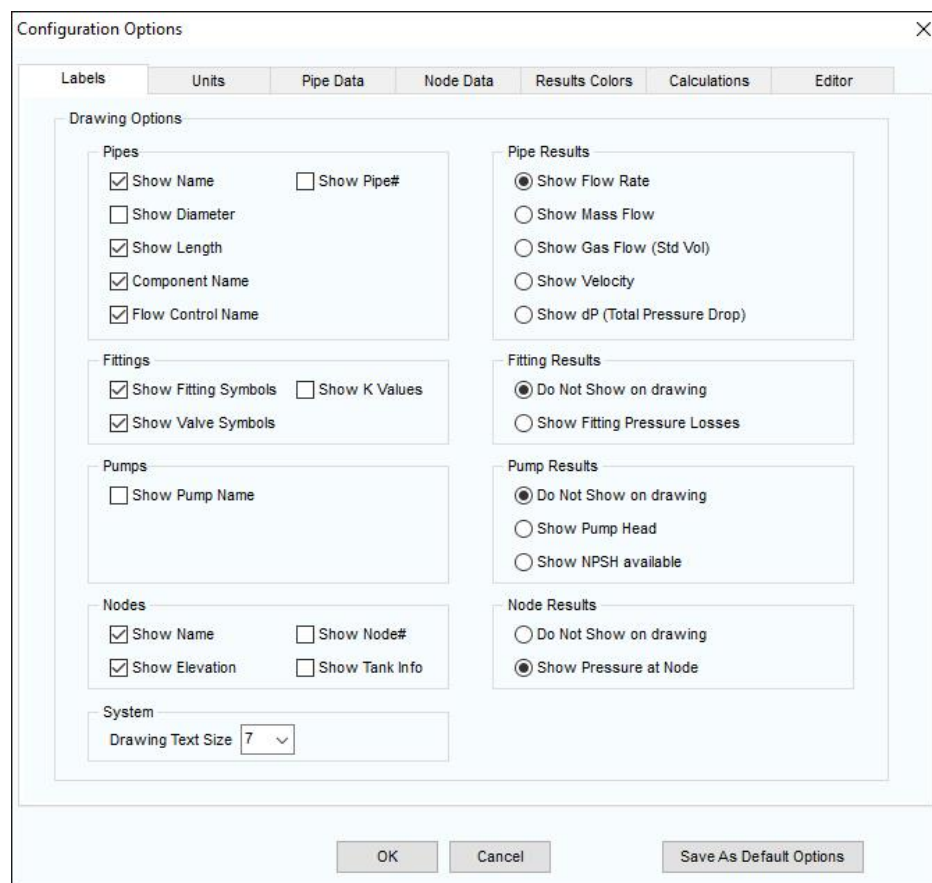 Configuration Options
Labels Units Pipe Data Node Data Results Colors Calculations Editor
Drawing Options
Pipes
Show Name Show Pipe#
Show Diameter
Show Length
Component Name
Flow Control Name
Pipe Results
Show Flow Rate
Show Mass Flow
Show Gas Flow (Std Vol)
Show Velocity
Show dP (Total Pressure Drop)
Fittings
Show Fitting Symbols Show K Values
Show Valve Symbols
Fitting Results
Do Not Show on drawing
Show Fitting Pressure Losses
Pumps
Show Pump Name
Pump Results
Do Not Show on drawing
Show Pump Head
Show NPSH available
Nodes
Show Name Show Node#
Show Elevation Show Tank Info
Node Results
Do Not Show on drawing
Show Pressure at Node
System
Drawing Text Size 7
OK Cancel Save As Default Options